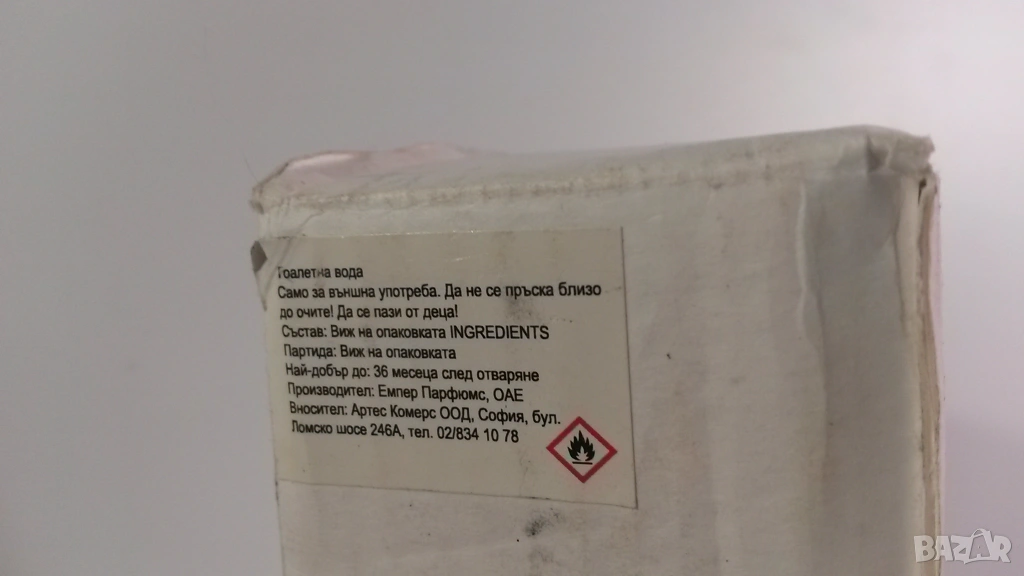 Тоалетна вода
Само за външна употреба. Да не се пръска близо
до очите! Да се пази от деца!
Състав: Виж на опаковката INGREDIENTS
Партида: Виж на опаковката
Най-добър до: 36 месеца след отваряне
Производител: Емпер Парфюмс, ОАЕ
Вносител: Артес Комерс ООД, София, бул.
Ломско шосе 246А, тел. 02/834 10 78
BAZAR